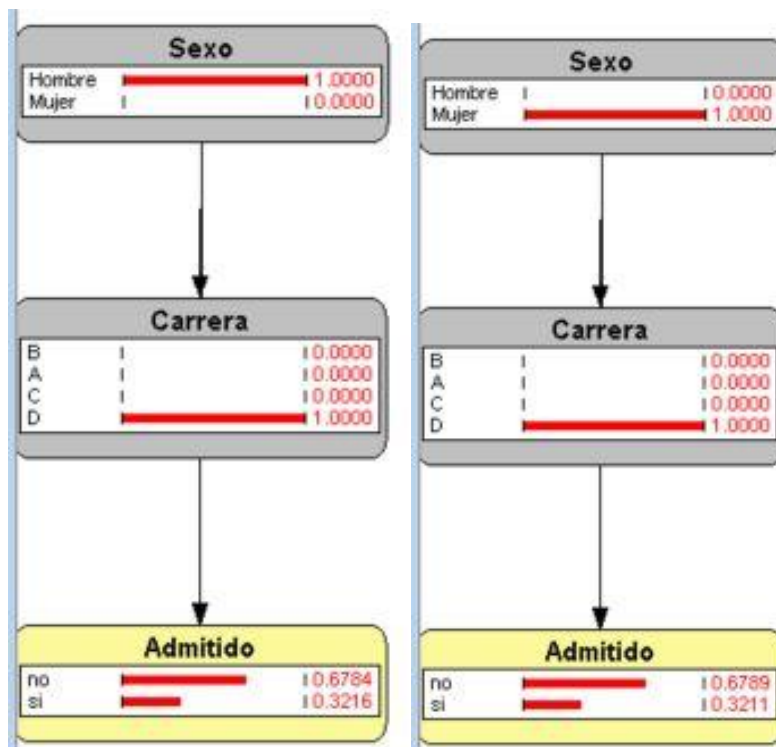 Sexo
Hombre 1.0000
Mujer 0.0000
Carrera
B 0.0000
A 0.0000
C 0.0000
D 1.0000
Admitido
no 0.6784
si 0.3216
Sexo
Hombre 0.0000
Mujer 1.0000
Carrera
B 0.0000
A 0.0000
C 0.0000
D 1.0000
Admitido
no 0.6789
si 0.3211